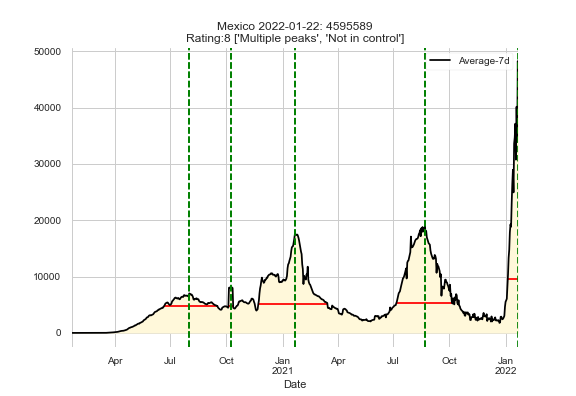 Mexico 2022-01-22: 4595589
Rating:8 ['Multiple peaks', 'Not in control']
Average-7d
50000
40000
30000
20000
10000
0
Apr Jul Oct Jan Apr Jul Oct Jan
2021 2022
Date